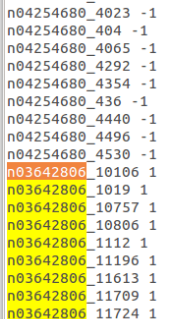 n04254680_4023 -1
n04254680_404 -1
n04254680_4065 -1
n04254680_4292 -1
n04254680_4354 -1
n04254680_436 -1
n04254680_4440 -1
n04254680_4496 -1
n04254680_4530 -1
n03642806_10106 1
n03642806_1019 1
n03642806_10757 1
n03642806_10806 1
n03642806_1112 1
n03642806_11196 1
n03642806_11613 1
n03642806_11709 1
n03642806_11724 1